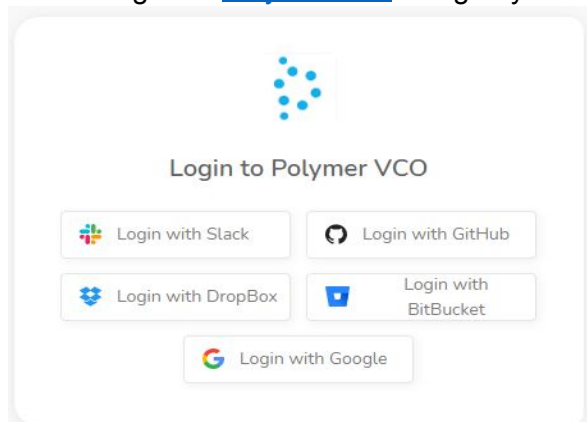 Login to Polymer VCO
Login with Slack
Login with GitHub
Login with DropBox
Login with
BitBucket
Login with Google